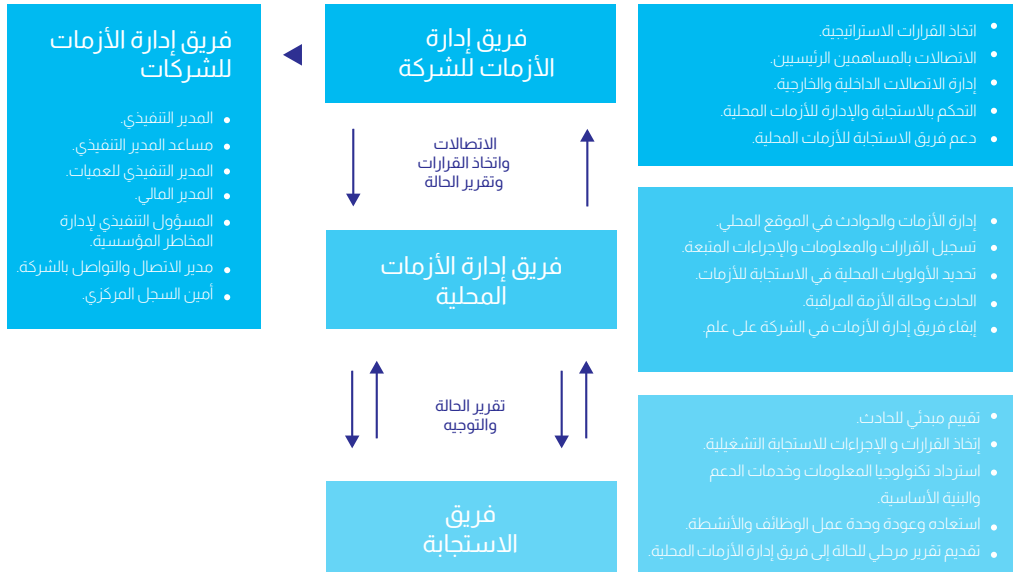 اتخاذ القرارات الاستراتيجية.
الاتصالات بالمساهمين الرئيسيين.
إدارة الاتصالات الداخلية والخارجية.
التحكم بالاستجابة والإدارة للأزمات المحلية.
دعم فريق الاستجابة للأزمات المحلية.
فريق إدارة
الأزمات للشركة
فريق إدارة الأزمات
للشركات
المدير التنفيذي.
مساعد المدير التنفيذي.
المدير التنفيذي للعميات.
المدير المالي.
المسؤول التنفيذي لإدارة
المخاطر المؤسسية.
مدير الاتصال والتواصل بالشركة.
أمين السجل المركزي.
الاتصالات
واتخاذ القرارات
وتقرير الحالة
إدارة الأزمات والحوادث في الموقع المحلي.
تسجيل القرارات والمعلومات والإجراءات المتبعة.
تحديد الأولويات المحلية في الاستجابة للأزمات.
الحادث وحالة الأزمة المراقبة.
إبقاء فريق إدارة الأزمات في الشركة على علم.
فريق إدارة الأزمات
المحلية
تقرير الحالة
والتوجيه
تقييم مبدئي للحادث.
إتخاذ القرارات و الإجراءات للاستجابة التشغيلية.
استرداد تكنولوجيا المعلومات وخدمات الدعم
والبنية الأساسية.
استعاده وعودة وحدة عمل الوظائف والأنشطة.
تقديم تقرير مرحلي للحالة إلى فريق إدارة الأزمات المحلية.
فريق
الاستجابة